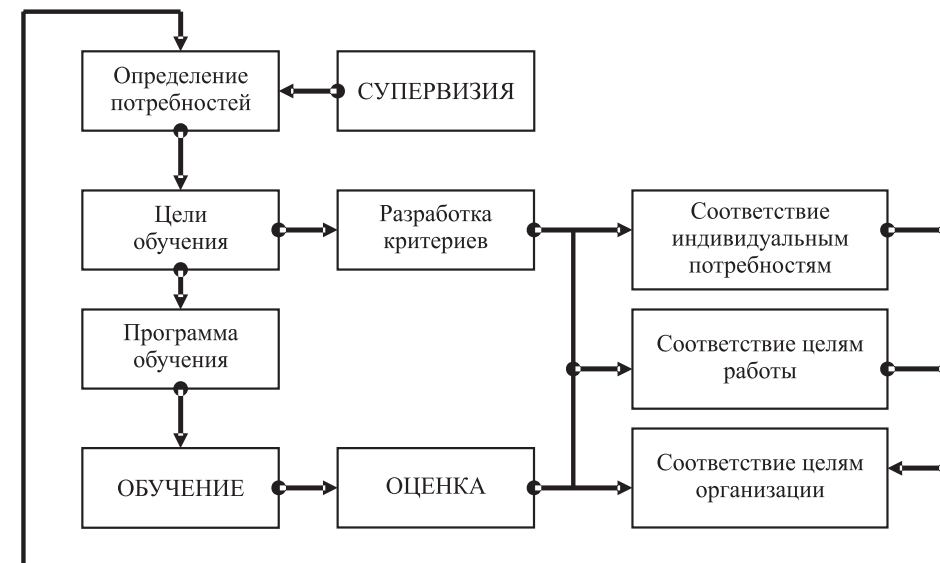 Определение
потребностей
СУПЕРВИЗИЯ
Цели
обучения
Разработка
критериев
Соответствие
индивидуальным
потребностям
Программа
обучения
Соответствие целям
работы
ОБУЧЕНИЕ
ОЦЕНКА
Соответствие целям
организации